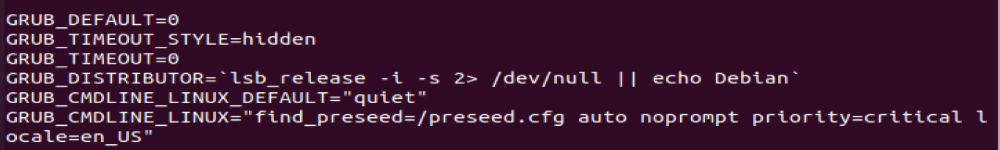 GRUB_DEFAULT=0
GRUB_TIMEOUT_STYLE=hidden
GRUB_TIMEOUT=0
GRUB_DISTRIBUTOR=`lsb_release -i -s 2> /dev/null || echo Debian`
GRUB_CMDLINE_LINUX_DEFAULT="quiet"
GRUB_CMDLINE_LINUX="find_preseed=/preseed.cfg auto noprompt priority=critical l
ocale=en_US"